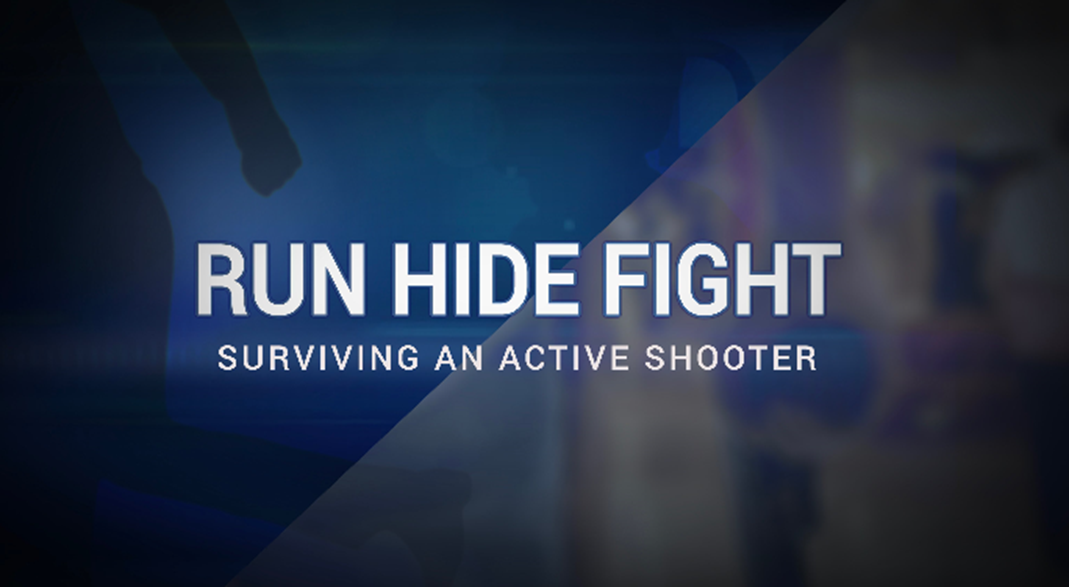 RUN HIDE FIGHT
SURVIVING AN ACTIVE SHOOTER